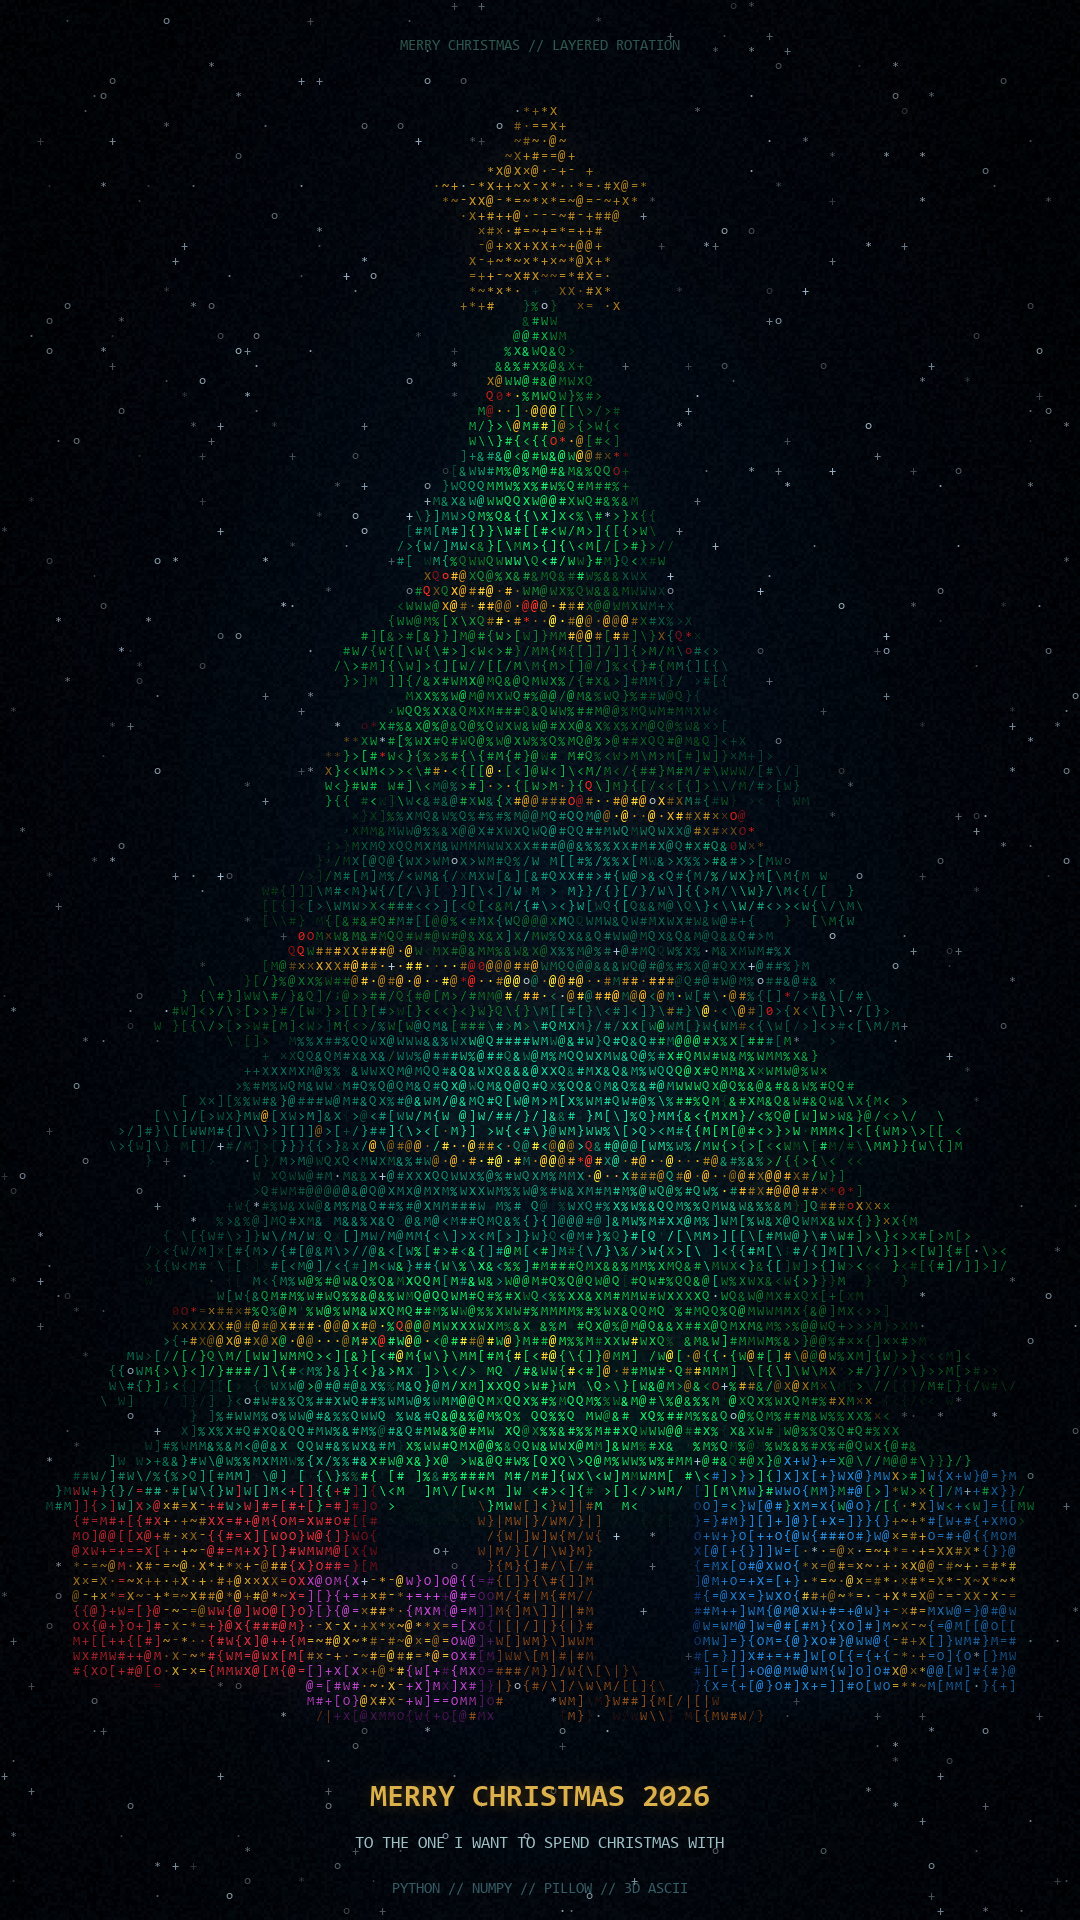 MERRY CHRISTMAS // LAYERED ROTATION
MERRY CHRISTMAS 2026
TO THE ONE I WANT TO SPEND CHRISTMAS WITH
PYTHON // NUMPY // PILLOW // 3D ASCII